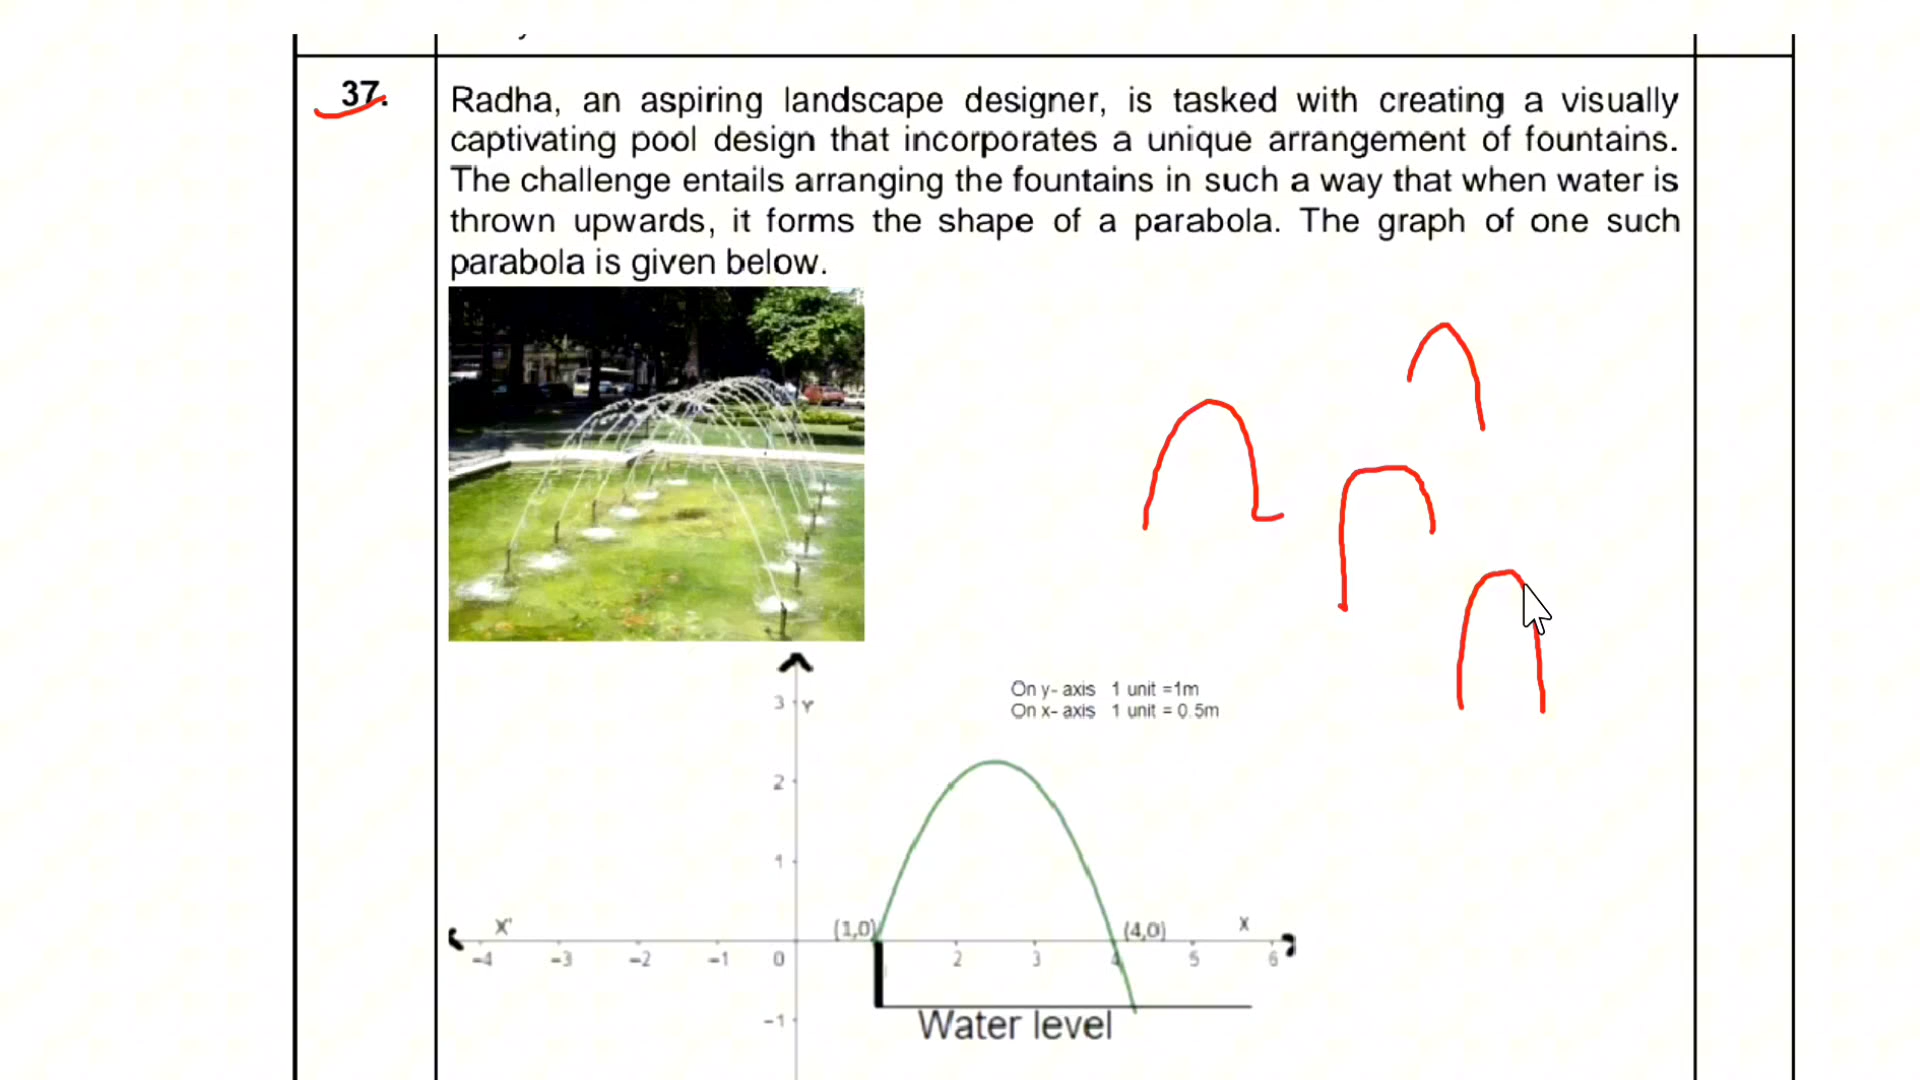 37.
Radha, an aspiring landscape designer, is tasked with creating a visually
captivating pool design that incorporates a unique arrangement of fountains.
The challenge entails arranging the fountains in such a way that when water is
thrown upwards, it forms the shape of a parabola. The graph of one such
parabola is given below.
On y- axis 1 unit =1m
On x- axis 1 unit = 0.5m
3 Y
2
1
X' (1,0) (4,0) X
-4 -3 -2 -1 0 2 3 4 5 6
-1 Water level